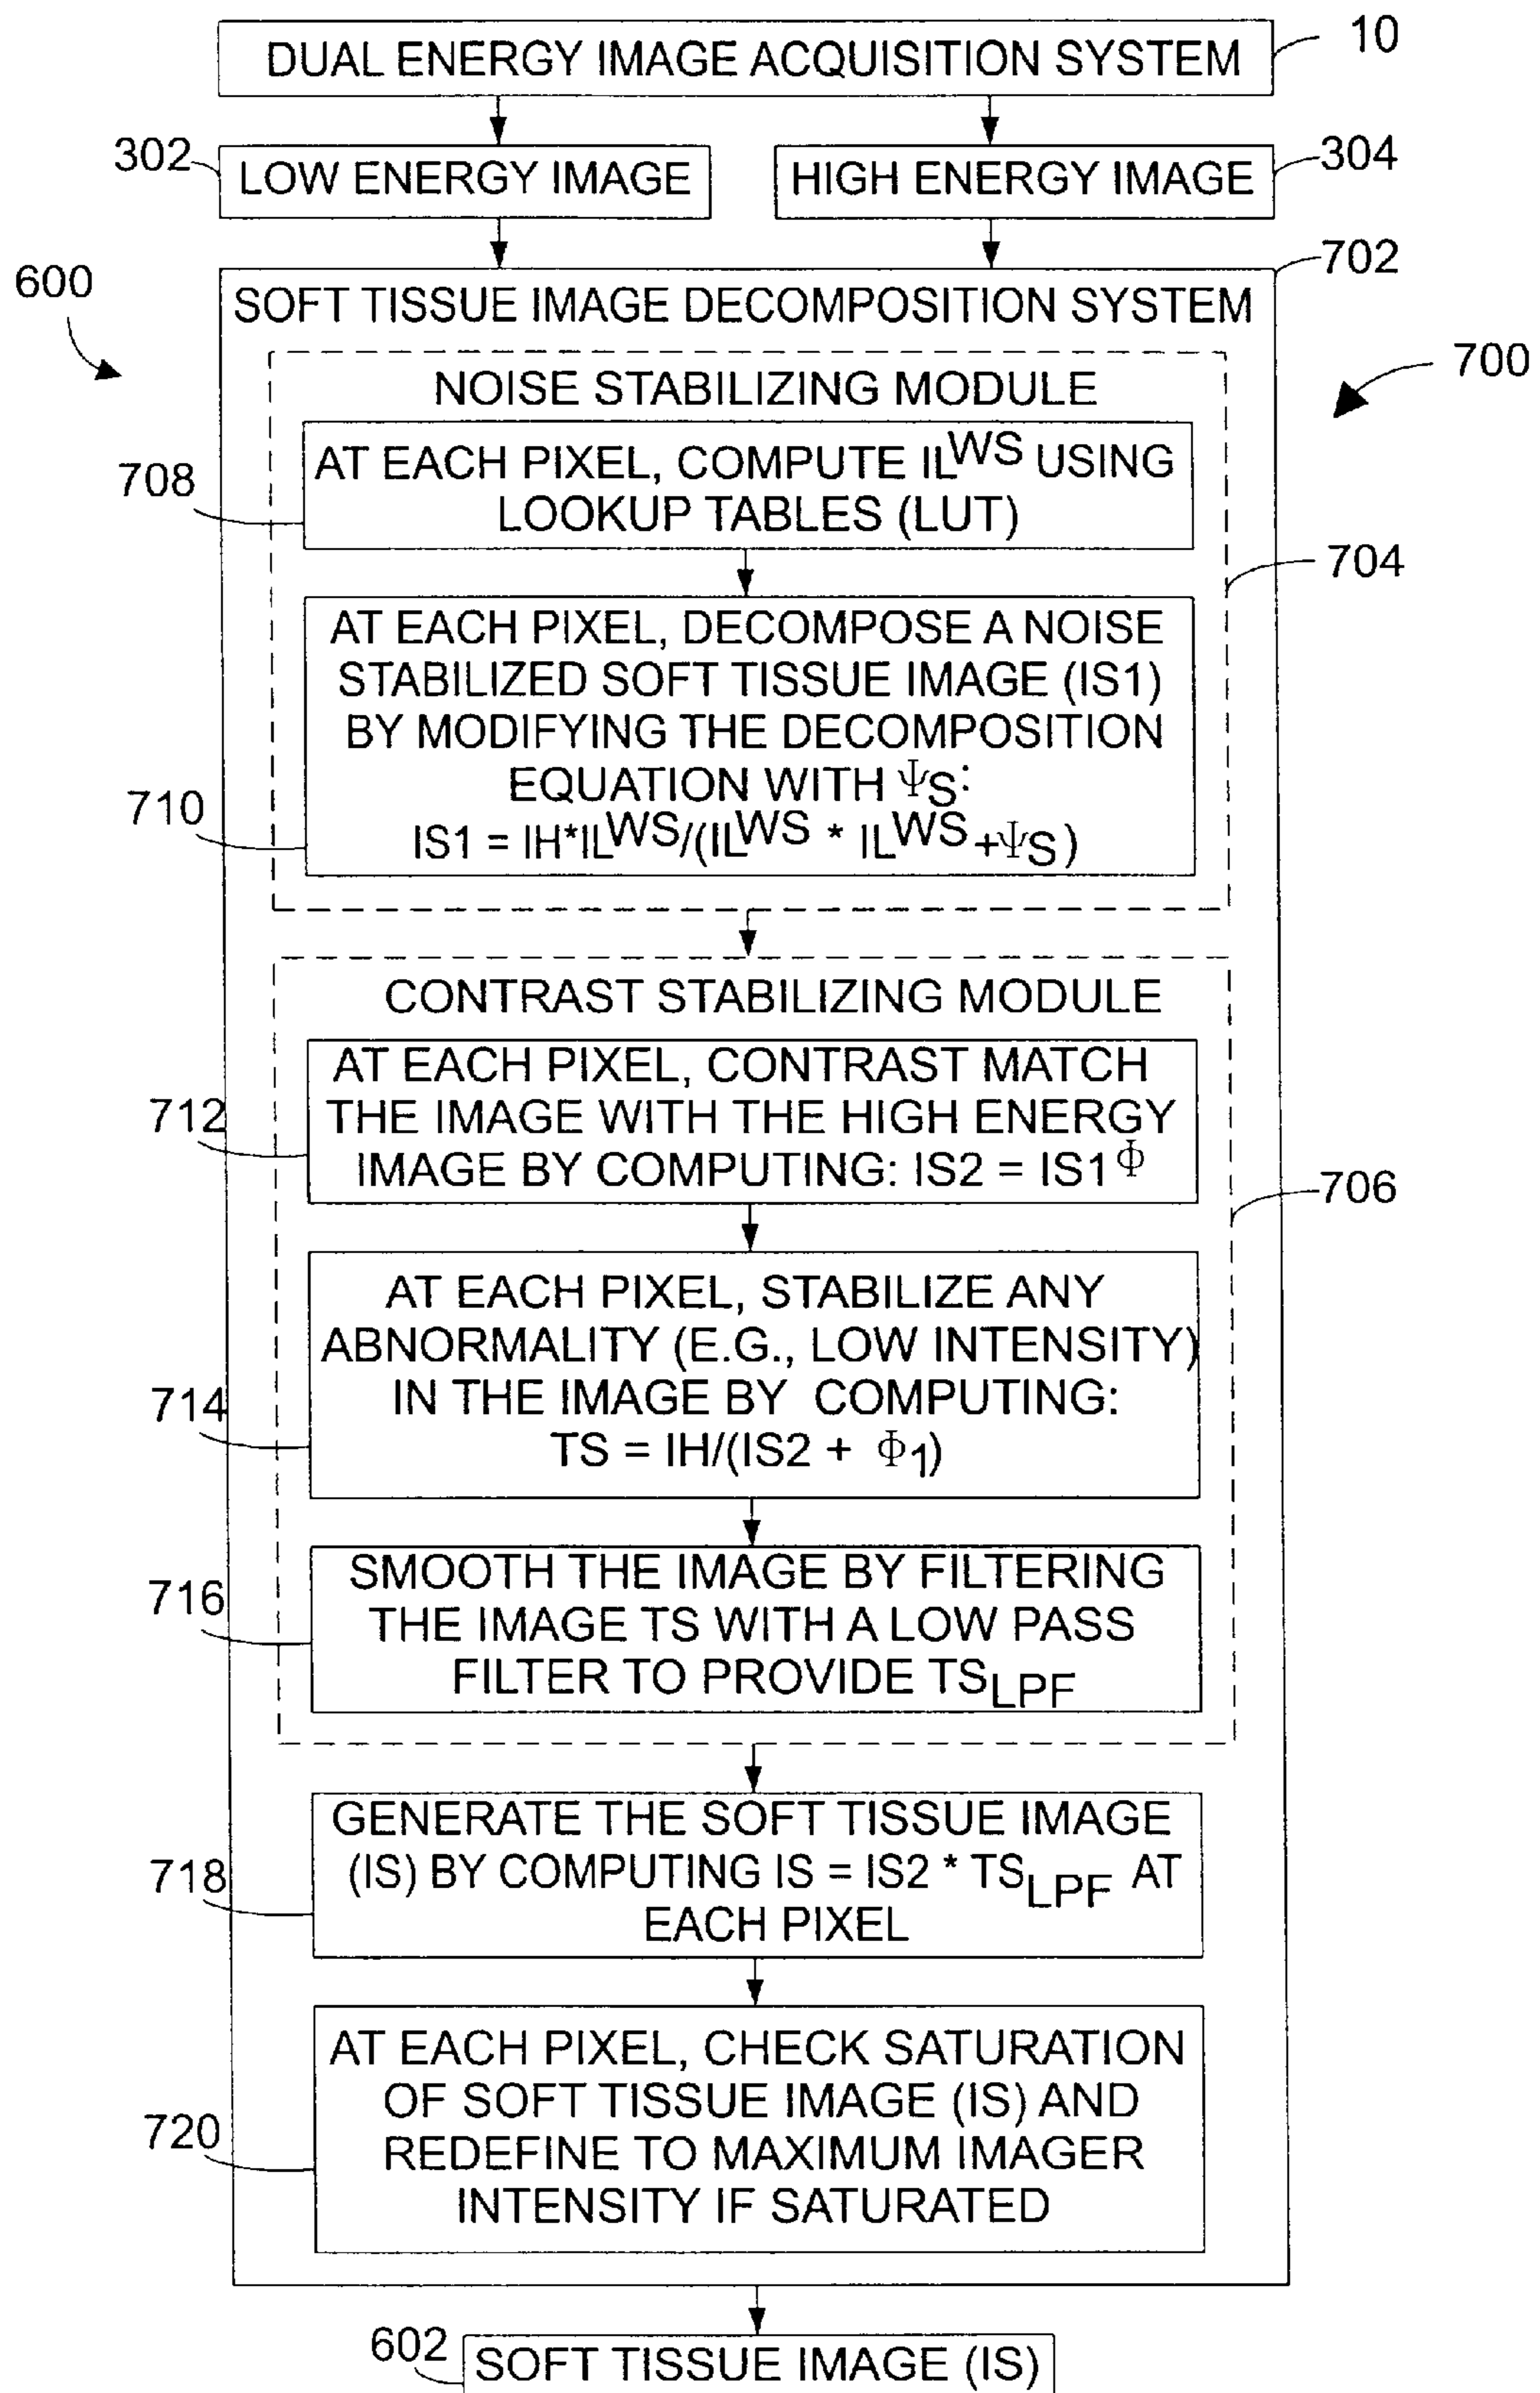 DUAL ENERGY IMAGE ACQUISITION SYSTEM
10
302
LOW ENERGY IMAGE
HIGH ENERGY IMAGE
304
702
600
SOFT TISSUE IMAGE DECOMPOSITION SYSTEM
700
NOISE STABILIZING MODULE
708
AT EACH PIXEL, COMPUTE IL^WS USING
LOOKUP TABLES (LUT)
704
AT EACH PIXEL, DECOMPOSE A NOISE
STABILIZED SOFT TISSUE IMAGE (IS1)
BY MODIFYING THE DECOMPOSITION
EQUATION WITH Ψ_S:
710
IS1 = IH*IL^WS/(IL^WS * IL^WS+Ψ_S)
CONTRAST STABILIZING MODULE
AT EACH PIXEL, CONTRAST MATCH
712
THE IMAGE WITH THE HIGH ENERGY
IMAGE BY COMPUTING: IS2 = IS1^Φ
706
AT EACH PIXEL, STABILIZE ANY
ABNORMALITY (E.G., LOW INTENSITY)
714
IN THE IMAGE BY COMPUTING:
TS = IH/(IS2 + Φ_1)
716
SMOOTH THE IMAGE BY FILTERING
THE IMAGE TS WITH A LOW PASS
FILTER TO PROVIDE TS_LPF
GENERATE THE SOFT TISSUE IMAGE
718
(IS) BY COMPUTING IS = IS2 * TS_LPF AT
EACH PIXEL
AT EACH PIXEL, CHECK SATURATION
OF SOFT TISSUE IMAGE (IS) AND
720
REDEFINE TO MAXIMUM IMAGER
INTENSITY IF SATURATED
602
SOFT TISSUE IMAGE (IS)